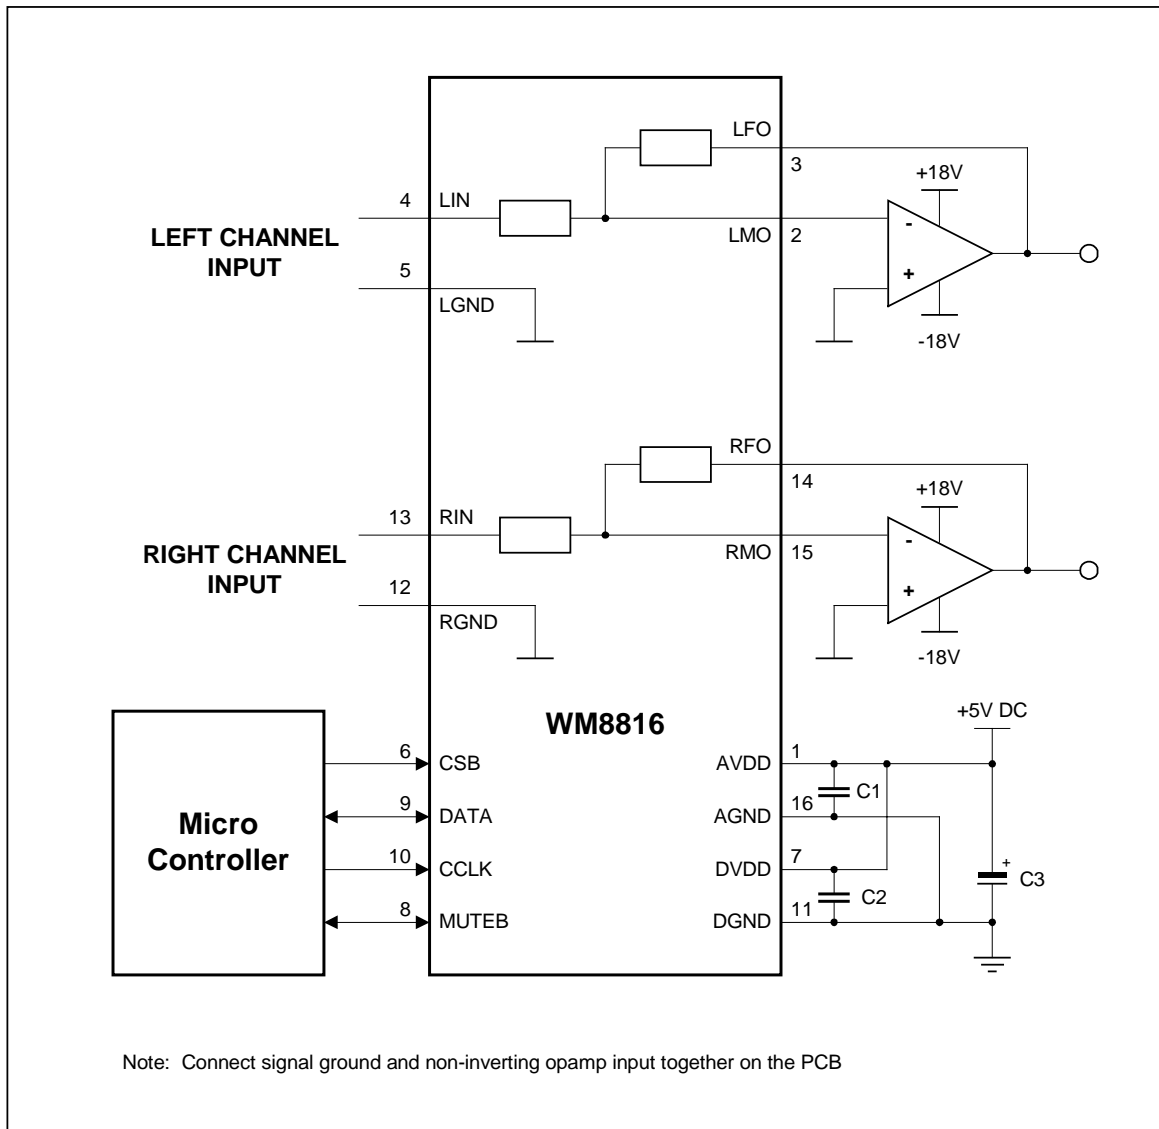 LFO
3
+18V
4
LIN
-
LEFT CHANNEL
INPUT
LMO
2
+
5
LGND
-18V
RFO
14
+18V
13
RIN
-
RIGHT CHANNEL
INPUT
RMO
15
+
12
RGND
-18V
WM8816
+5V DC
6
CSB
AVDD
1
C1
9
DATA
AGND
16
Micro
Controller
10
CCLK
DVDD
7
+
C3
C2
8
MUTEB
DGND
11
Note: Connect signal ground and non-inverting opamp input together on the PCB